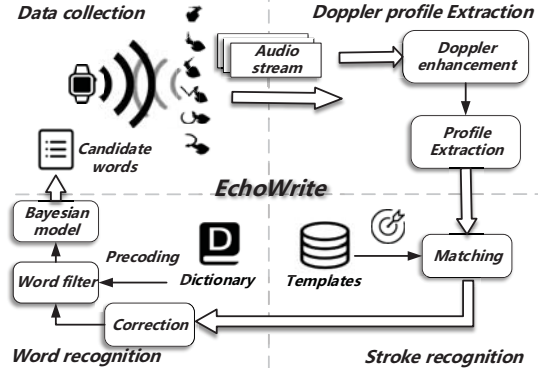 Data collection
Doppler profile Extraction
Audio
stream
Doppler
enhancement
Profile
Extraction
Candidate
words
EchoWrite
Bayesian
model
Precoding
D
Dictionary
Templates
Matching
Word filter
Correction
Word recognition
Stroke recognition